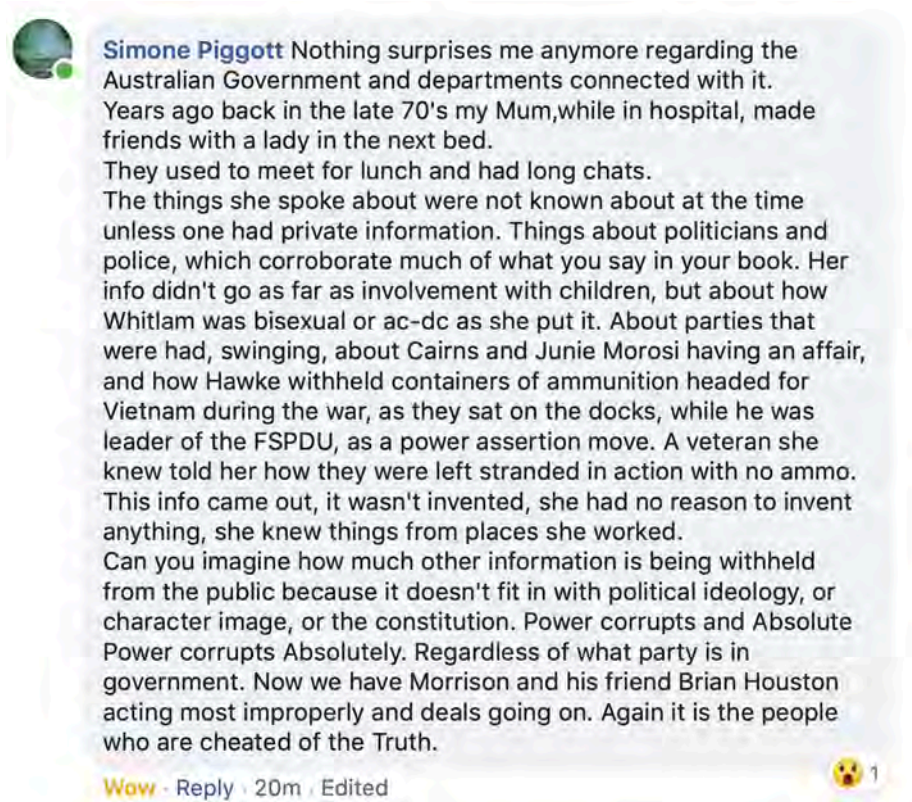 Simone Piggott Nothing surprises me anymore regarding the
Australian Government and departments connected with it.
Years ago back in the late 70's my Mum,while in hospital, made
friends with a lady in the next bed.
They used to meet for lunch and had long chats.
The things she spoke about were not known about at the time
unless one had private information. Things about politicians and
police, which corroborate much of what you say in your book. Her
info didn't go as far as involvement with children, but about how
Whitlam was bisexual or ac-dc as she put it. About parties that
were had, swinging, about Cairns and Junie Morosi having an affair,
and how Hawke withheld containers of ammunition headed for
Vietnam during the war, as they sat on the docks, while he was
leader of the FSPDU, as a power assertion move. A veteran she
knew told her how they were left stranded in action with no ammo.
This info came out, it wasn't invented, she had no reason to invent
anything, she knew things from places she worked.
Can you imagine how much other information is being withheld
from the public because it doesn't fit in with political ideology, or
character image, or the constitution. Power corrupts and Absolute
Power corrupts Absolutely. Regardless of what party is in
government. Now we have Morrison and his friend Brian Houston
acting most improperly and deals going on. Again it is the people
who are cheated of the Truth.
Wow · Reply · 20m · Edited
1